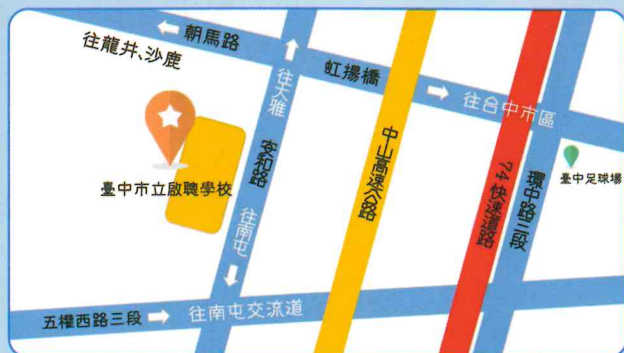 朝馬路
往龍井、沙鹿
虹揚橋
往台中市區
往大雅
安和路
往南屯
臺中市立啟聰學校
中山高速公路
74 快速道路
環中路三段
臺中足球場
五權西路三段
往南屯交流道